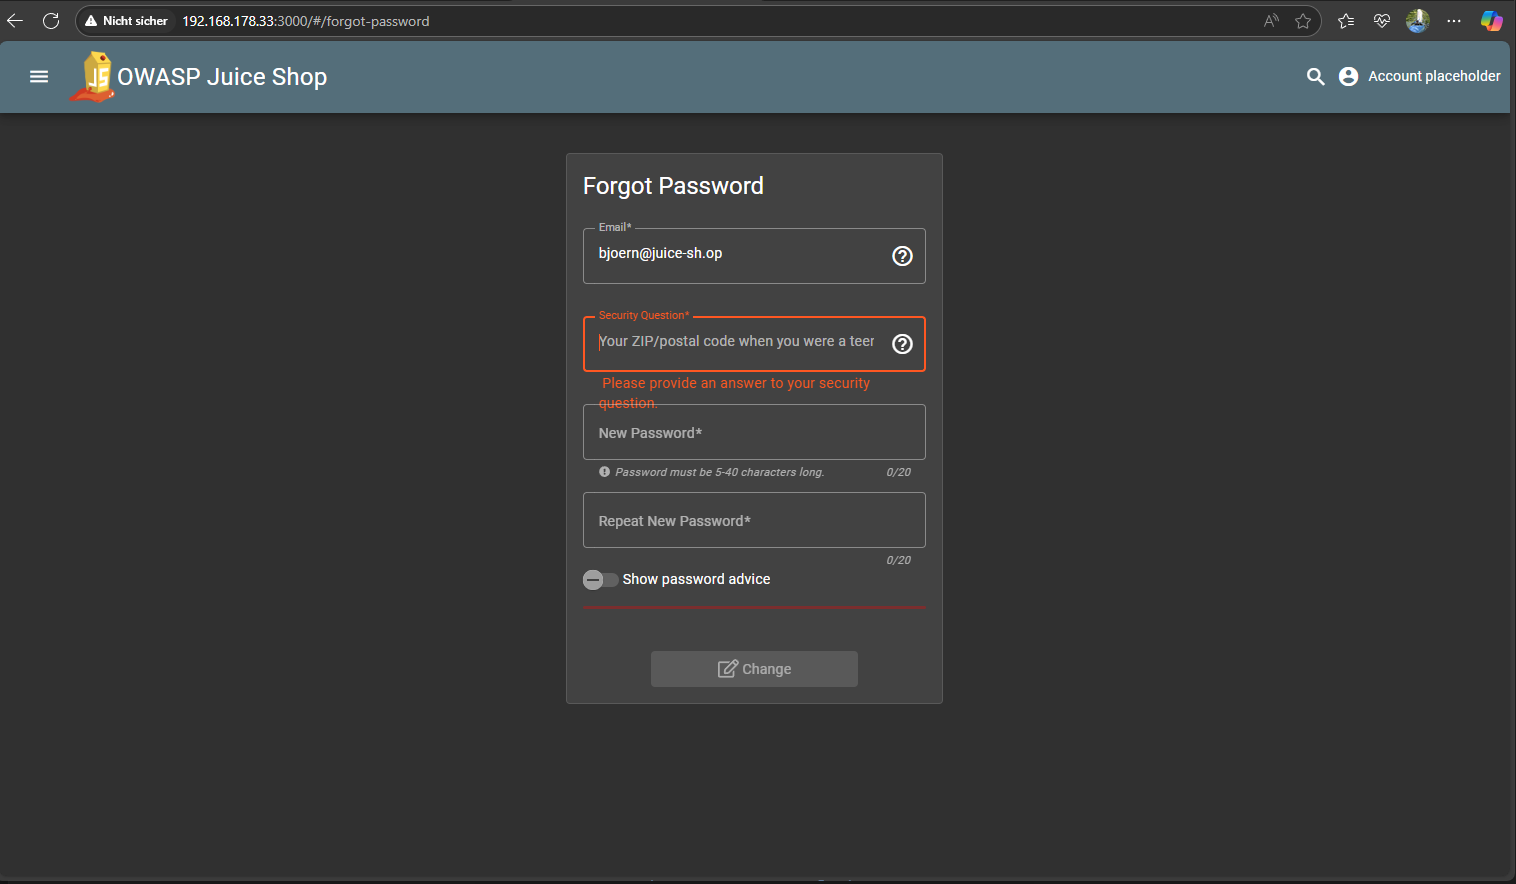 Nicht sicher 192.168.178.33:3000/#/forgot-password
JS OWASP Juice Shop
Account placeholder
Forgot Password
Email*
bjoern@juice-sh.op
Security Question*
Your ZIP/postal code when you were a teen
Please provide an answer to your security
question.
New Password*
Password must be 5-40 characters long. 0/20
Repeat New Password*
0/20
Show password advice
Change